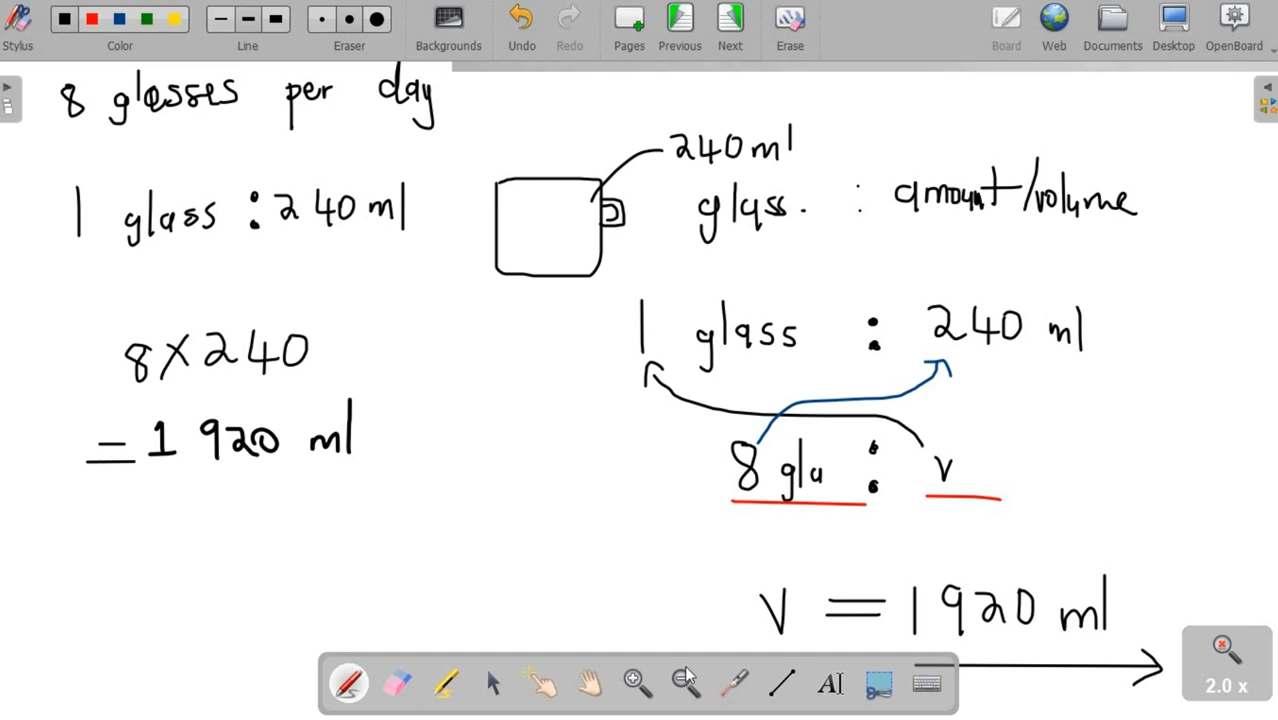 Stylus Color Line Eraser Backgrounds Undo Redo Pages Previous Next Erase Board Web Documents Desktop OpenBoard
8 glasses per day
240 ml
1 glass : 240 ml
glass. : amount/volume
1 glass : 240 ml
8 × 240
= 1 920 ml
8 gla : v
v = 1 920 ml
2.0 x